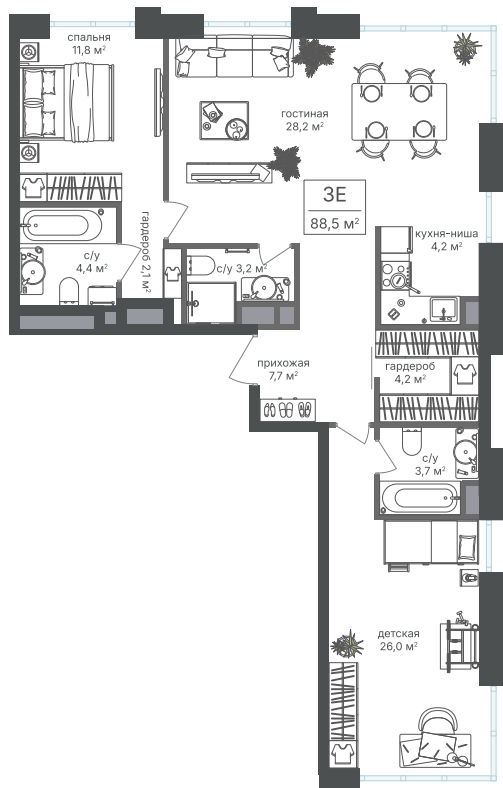 спальня
11,8 м²
гостиная
28,2 м²
3Е
88,5 м²
кухня-ниша
4,2 м²
гардероб 2,1 м²
с/у
4,4 м²
с/у 3,2 м²
прихожая
7,7 м²
гардероб
4,2 м²
с/у
3,7 м²
детская
26,0 м²